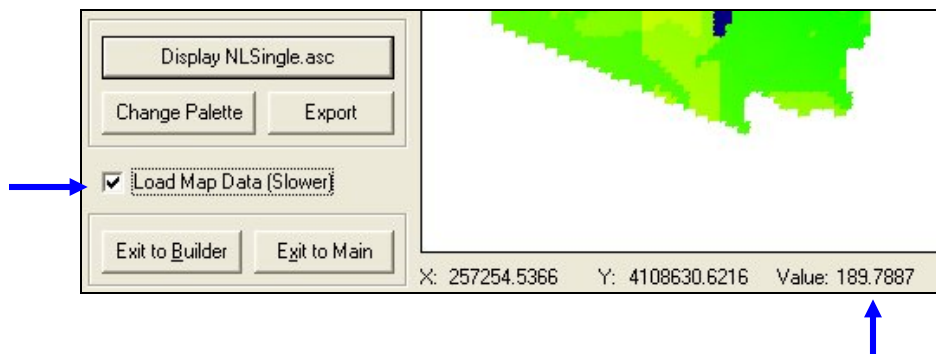 Display NLSingle.asc
Change Palette Export
Load Map Data (Slower)
Exit to Builder Exit to Main
X: 257254.5366 Y: 4108630.6216 Value: 189.7887